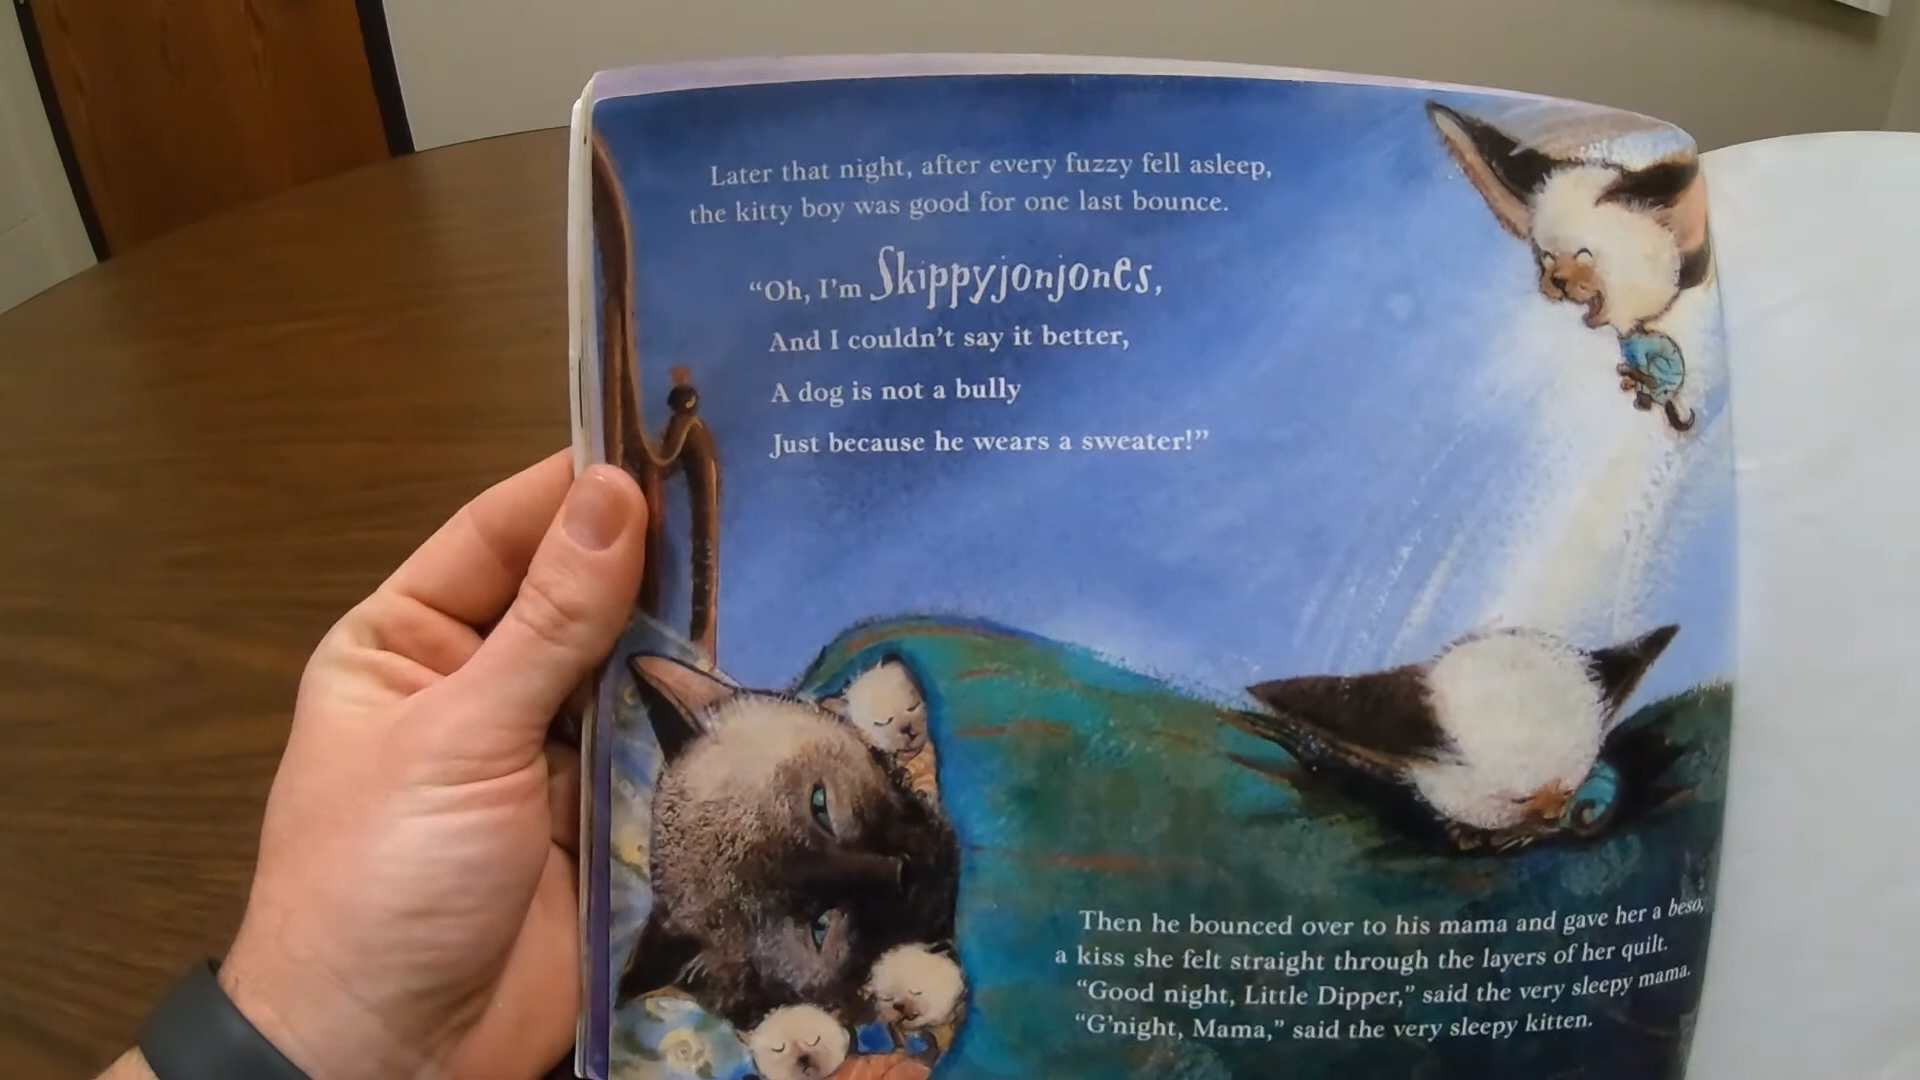 Later that night, after every fuzzy fell asleep,
the kitty boy was good for one last bounce.
“Oh, I’m Skippyjonjones,
And I couldn’t say it better,
A dog is not a bully
Just because he wears a sweater!”
Then he bounced over to his mama and gave her a beso,
a kiss she felt straight through the layers of her quilt.
“Good night, Little Dipper,” said the very sleepy mama.
“G’night, Mama,” said the very sleepy kitten.